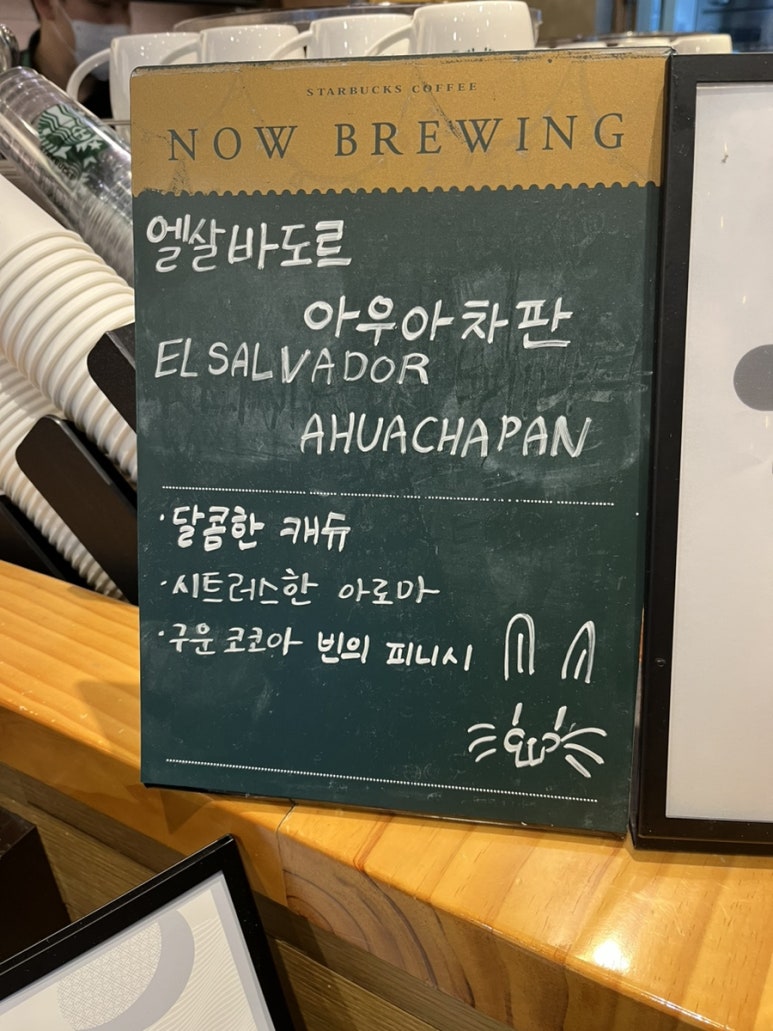 STARBUCKS COFFEE
NOW BREWING
엘살바도르
아우아차판
EL SALVADOR
AHUACHAPAN
· 달콤한 캐슈
· 시트러스한 아로마
· 구운 코코아 빈의 피니시